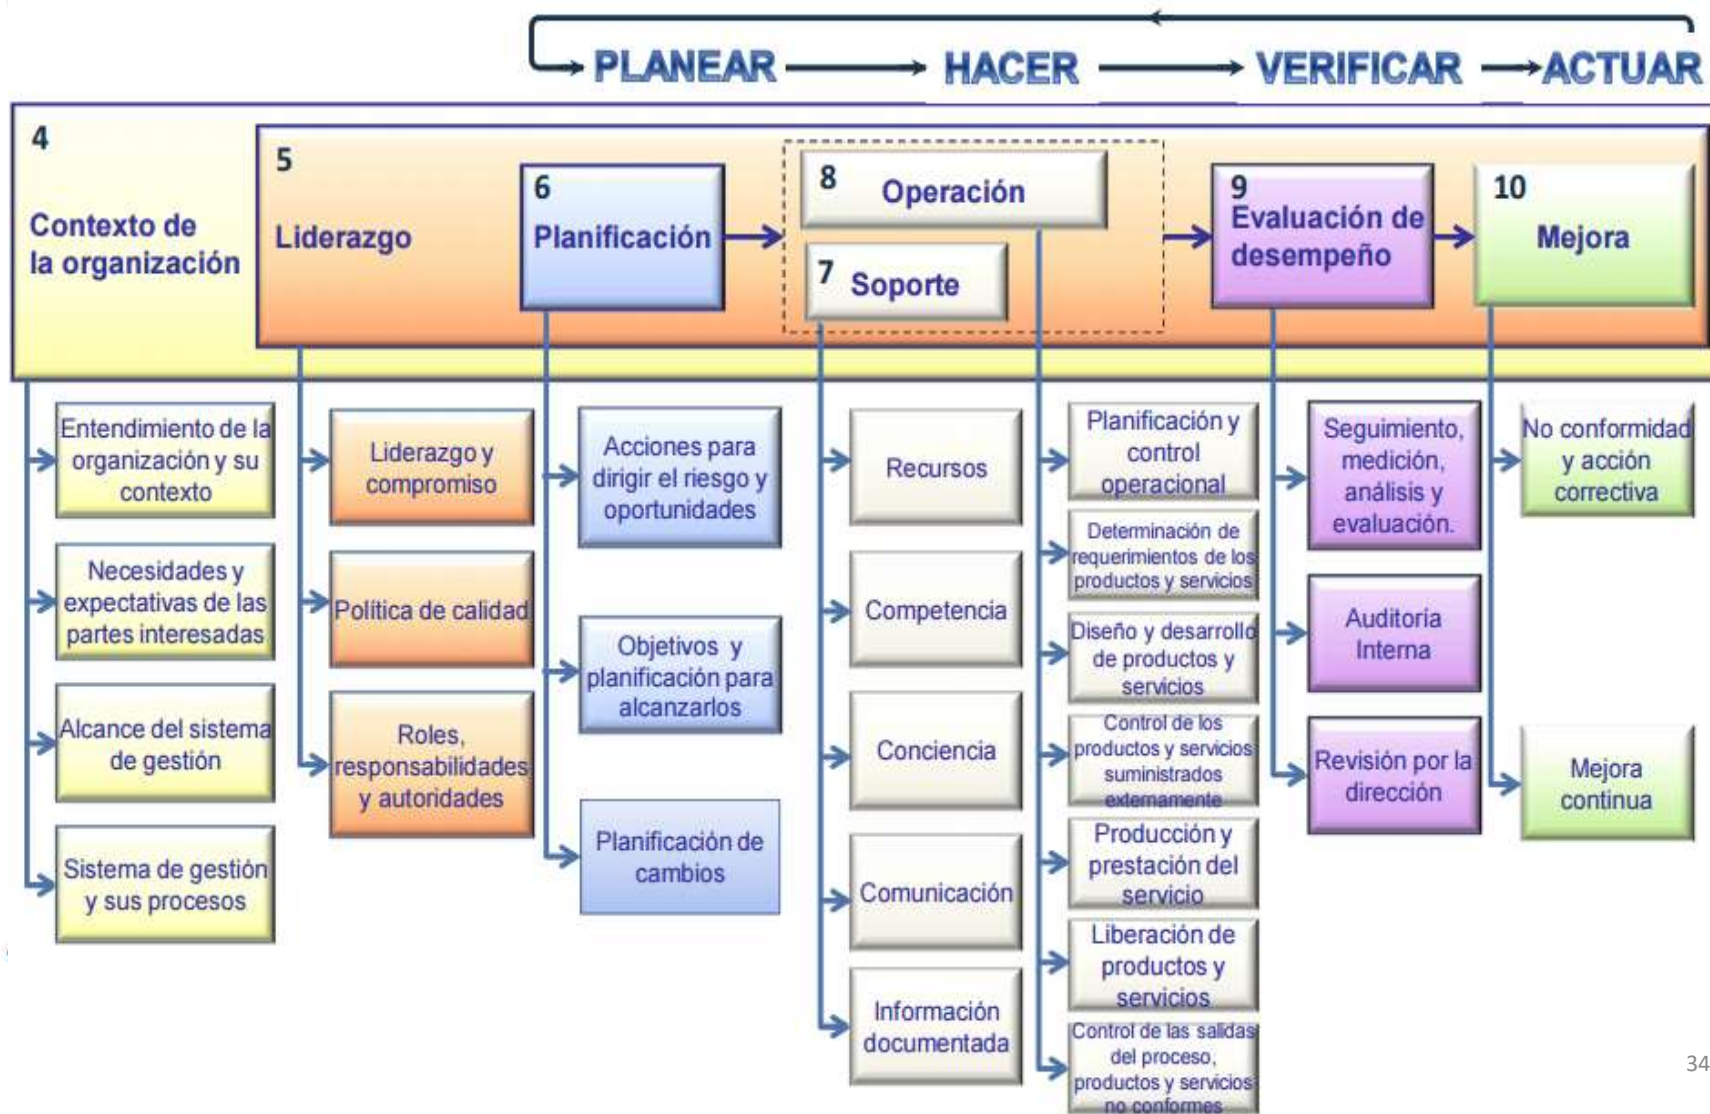 PLANEAR
HACER
VERIFICAR
ACTUAR
4
Contexto de
la organización
5
Liderazgo
6
Planificación
8
Operación
7
Soporte
9
Evaluación de
desempeño
10
Mejora
Entendimiento de la
organización y su
contexto
Necesidades y
expectativas de las
partes interesadas
Alcance del sistema
de gestión
Sistema de gestión
y sus procesos
Liderazgo y
compromiso
Política de calidad
Roles,
responsabilidades
y autoridades
Acciones para
dirigir el riesgo y
oportunidades
Objetivos y
planificación para
alcanzarlos
Planificación de
cambios
Recursos
Competencia
Conciencia
Comunicación
Información
documentada
Planificación y
control
operacional
Determinación de
requerimientos de los
productos y servicios
Diseño y desarrollo
de productos y
servicios
Control de los
productos y servicios
suministrados
externamente
Producción y
prestación del
servicio
Liberación de
productos y
servicios
Control de las salidas
del proceso,
productos y servicios
no conformes
Seguimiento,
medición,
análisis y
evaluación.
Auditoría
Interna
Revisión por la
dirección
No conformidad
y acción
correctiva
Mejora
continua
34